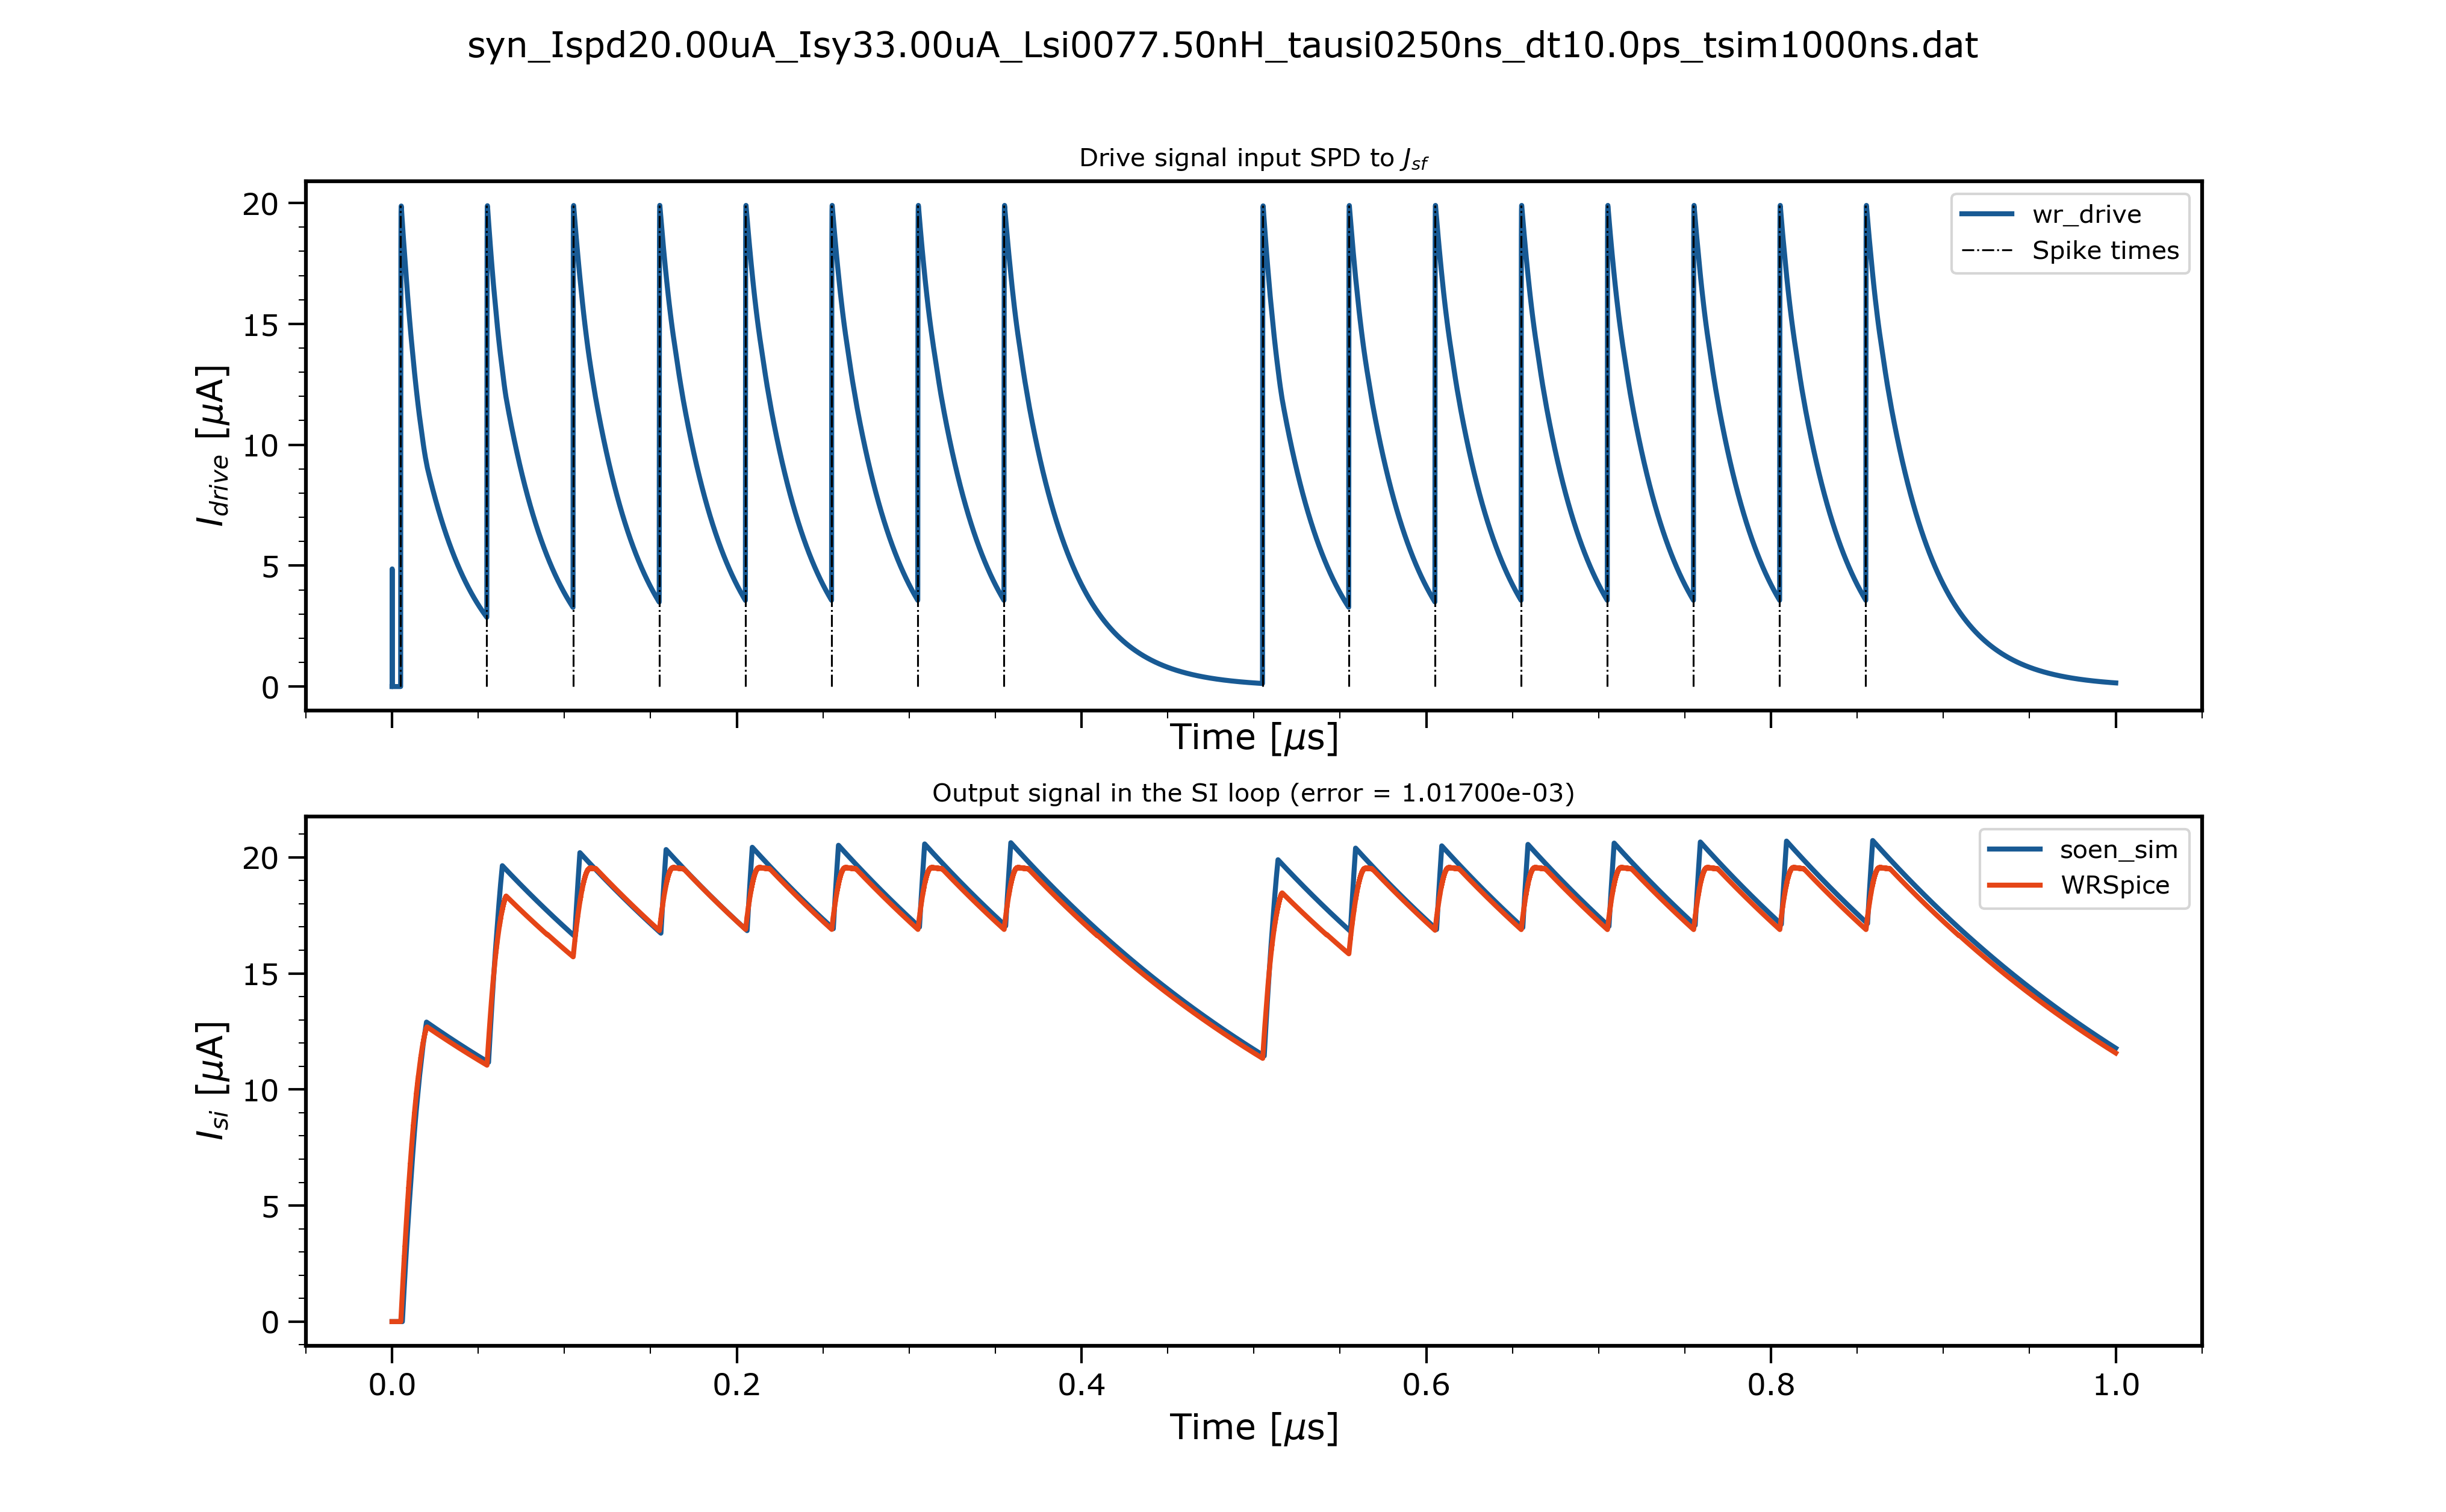 syn_Ispd20.00uA_Isy33.00uA_Lsi0077.50nH_tausi0250ns_dt10.0ps_tsim1000ns.dat
Drive signal input SPD to J_sf
20
15
10
5
0
I_drive [μA]
wr_drive
Spike times
Time [μs]
Output signal in the SI loop (error = 1.01700e-03)
20
15
10
5
0
I_si [μA]
soen_sim
WRSpice
0.0 0.2 0.4 0.6 0.8 1.0
Time [μs]